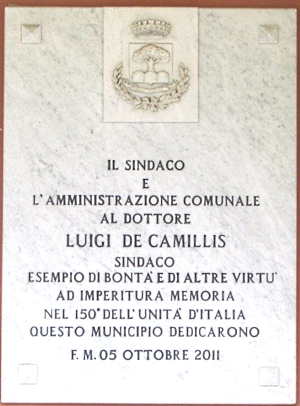 IL SINDACO
E
L'AMMINISTRAZIONE COMUNALE
AL DOTTORE
LUIGI DE CAMILLIS
SINDACO
ESEMPIO DI BONTA' E DI ALTRE VIRTU'
AD IMPERITURA MEMORIA
NEL 150° DELL'UNITA' D'ITALIA
QUESTO MUNICIPIO DEDICARONO
F. M. 05 OTTOBRE 2011